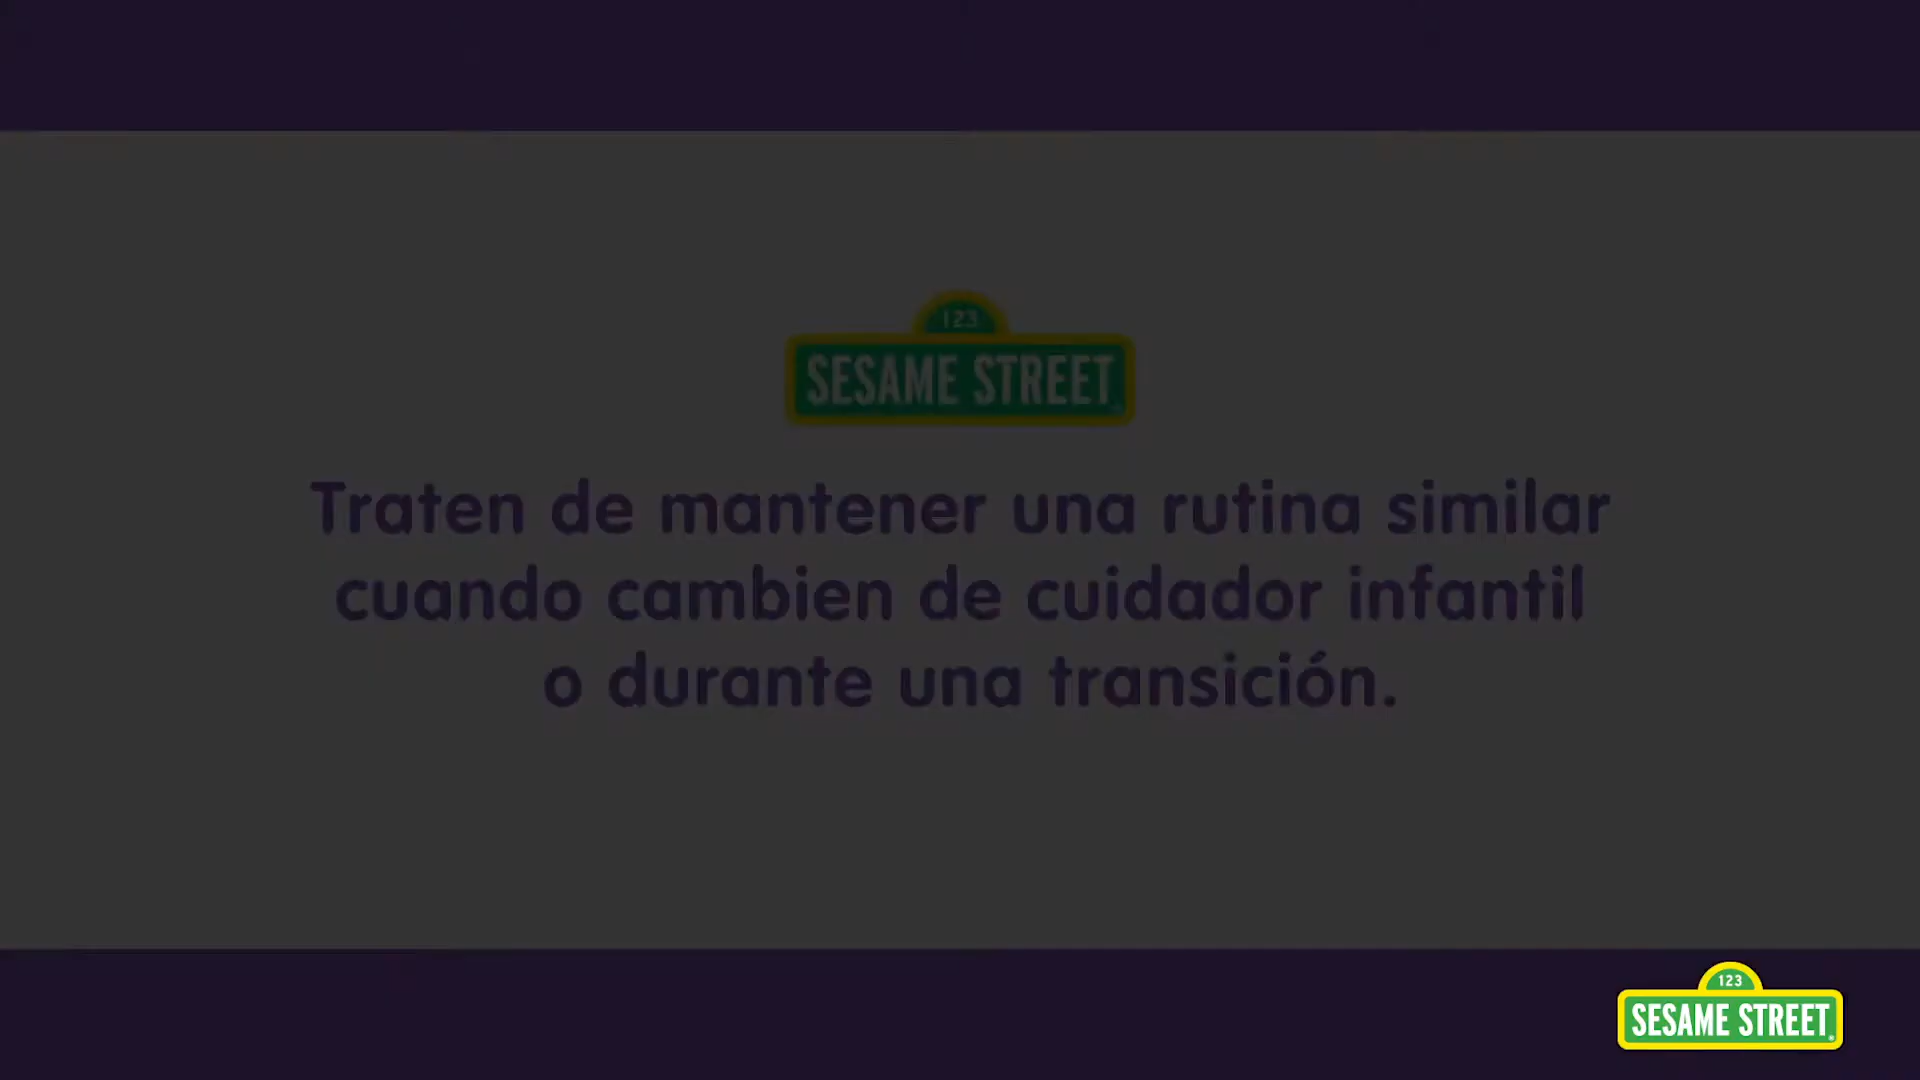 123
SESAME STREET
Traten de mantener una rutina similar
cuando cambien de cuidador infantil
o durante una transición.
123
SESAME STREET